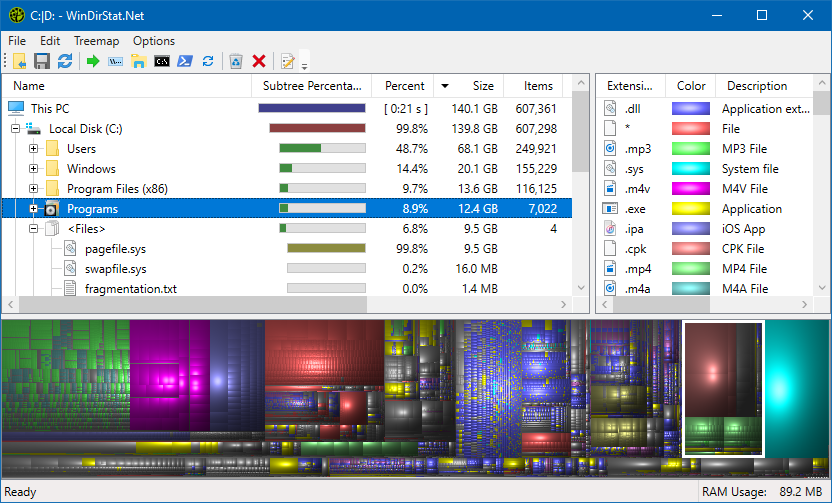 C:|D: - WinDirStat.Net
File Edit Treemap Options
Name Subtree Percenta... Percent Size Items
This PC [ 0:21 s ] 140.1 GB 607,361
Local Disk (C:) 99.8% 139.8 GB 607,298
Users 48.7% 68.1 GB 249,921
Windows 14.4% 20.1 GB 155,229
Program Files (x86) 9.7% 13.6 GB 116,125
Programs 8.9% 12.4 GB 7,022
<Files> 6.8% 9.5 GB 4
pagefile.sys 99.8% 9.5 GB
swapfile.sys 0.2% 16.0 MB
fragmentation.txt 0.0% 1.4 MB
Extensi... Color Description
.dll Application ext...
* File
.mp3 MP3 File
.sys System file
.m4v M4V File
.exe Application
.ipa iOS App
.cpk CPK File
.mp4 MP4 File
.m4a M4A File
Ready RAM Usage: 89.2 MB